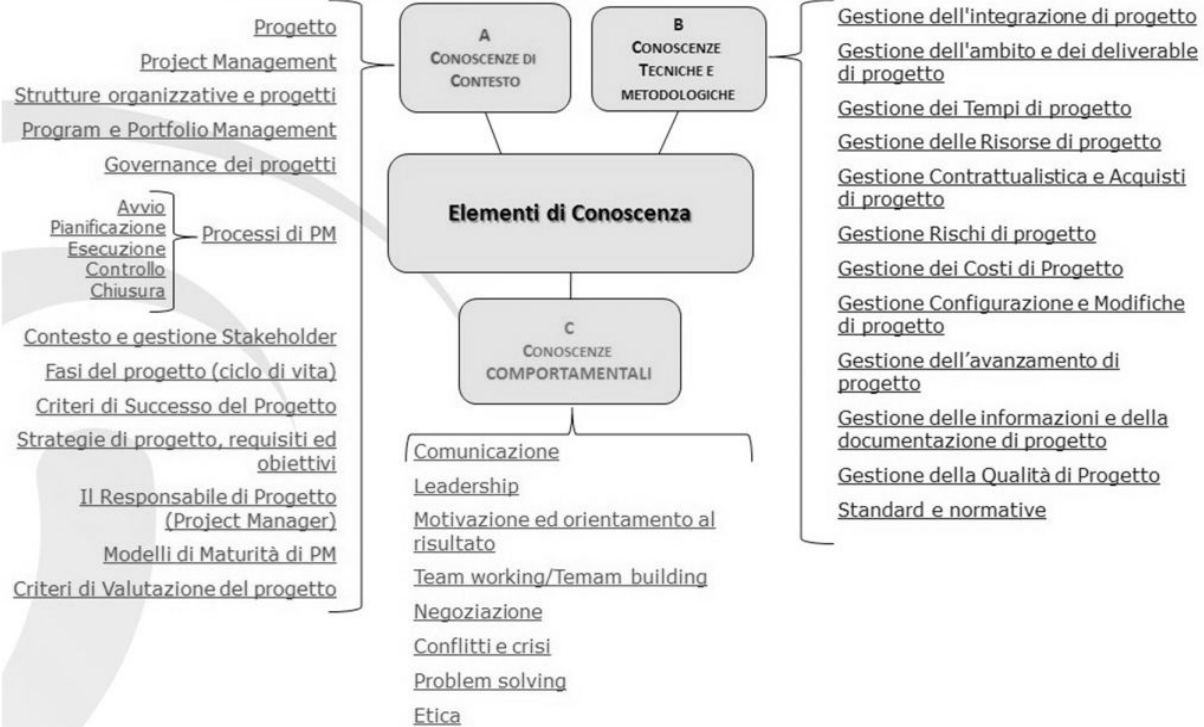 A
CONOSCENZE DI
CONTESTO
B
CONOSCENZE
TECNICHE E
METODOLOGICHE
Elementi di Conoscenza
C
CONOSCENZE
COMPORTAMENTALI
Progetto
Project Management
Strutture organizzative e progetti
Program e Portfolio Management
Governance dei progetti
Avvio
Pianificazione
Esecuzione
Controllo
Chiusura
Processi di PM
Contesto e gestione Stakeholder
Fasi del progetto (ciclo di vita)
Criteri di Successo del Progetto
Strategie di progetto, requisiti ed
obiettivi
Il Responsabile di Progetto
(Project Manager)
Modelli di Maturità di PM
Criteri di Valutazione del progetto
Gestione dell'integrazione di progetto
Gestione dell'ambito e dei deliverable
di progetto
Gestione dei Tempi di progetto
Gestione delle Risorse di progetto
Gestione Contrattualistica e Acquisti
di progetto
Gestione Rischi di progetto
Gestione dei Costi di Progetto
Gestione Configurazione e Modifiche
di progetto
Gestione dell’avanzamento di
progetto
Gestione delle informazioni e della
documentazione di progetto
Gestione della Qualità di Progetto
Standard e normative
Comunicazione
Leadership
Motivazione ed orientamento al
risultato
Team working/Temam building
Negoziazione
Conflitti e crisi
Problem solving
Etica